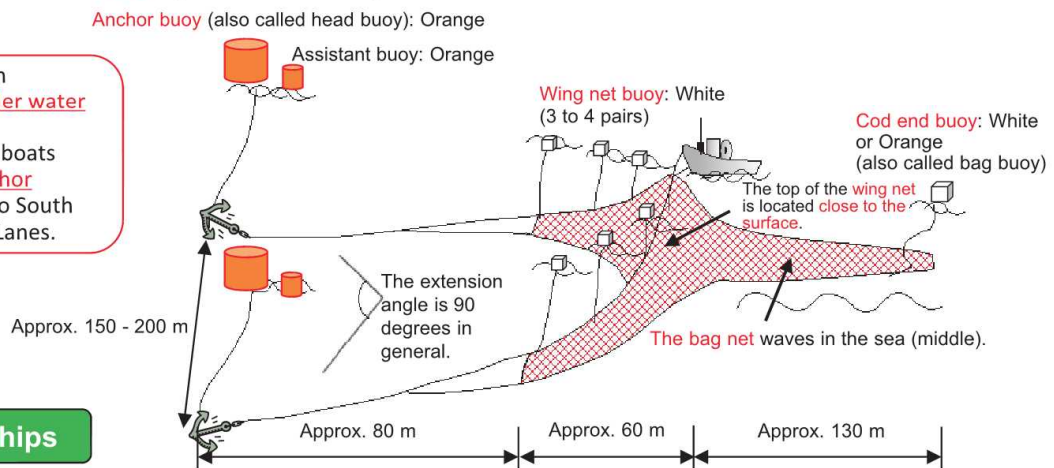 Anchor buoy (also called head buoy): Orange
Assistant buoy: Orange
er water
boats
hor
o South
Lanes.
Wing net buoy: White
(3 to 4 pairs)
Cod end buoy: White
or Orange
(also called bag buoy)
The top of the wing net
is located close to the
surface.
The extension
angle is 90
degrees in
general.
Approx. 150 - 200 m
The bag net waves in the sea (middle).
hips
Approx. 80 m
Approx. 60 m
Approx. 130 m